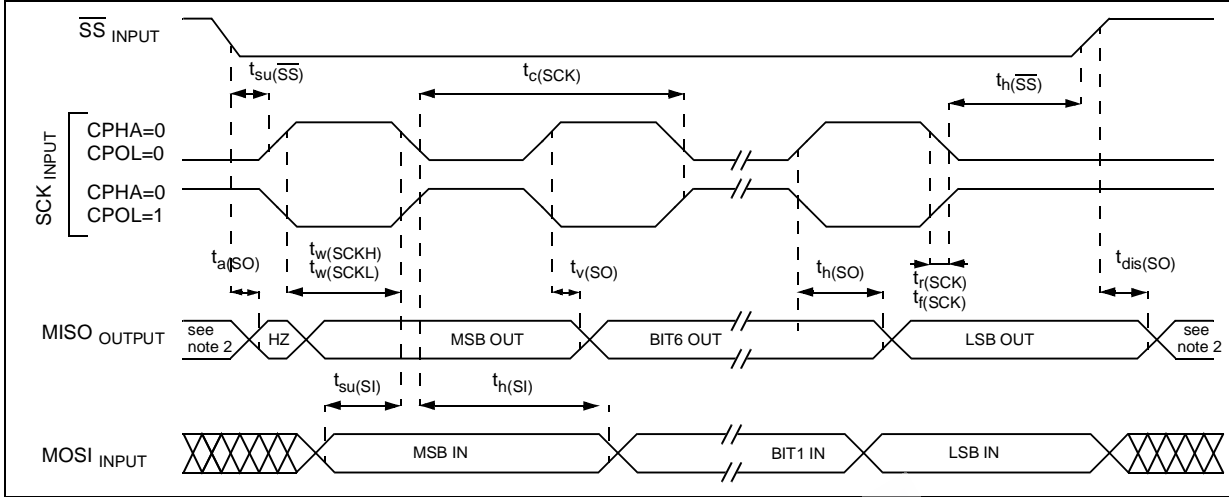 SS INPUT
tsu(SS)
tc(SCK)
th(SS)
SCK INPUT
CPHA=0
CPOL=0
CPHA=0
CPOL=1
ta(SO)
tw(SCKH)
tw(SCKL)
tv(SO)
th(SO)
tr(SCK)
tf(SCK)
tdis(SO)
MISO OUTPUT
see
note 2
HZ
MSB OUT
BIT6 OUT
LSB OUT
see
note 2
tsu(SI)
th(SI)
MOSI INPUT
MSB IN
BIT1 IN
LSB IN